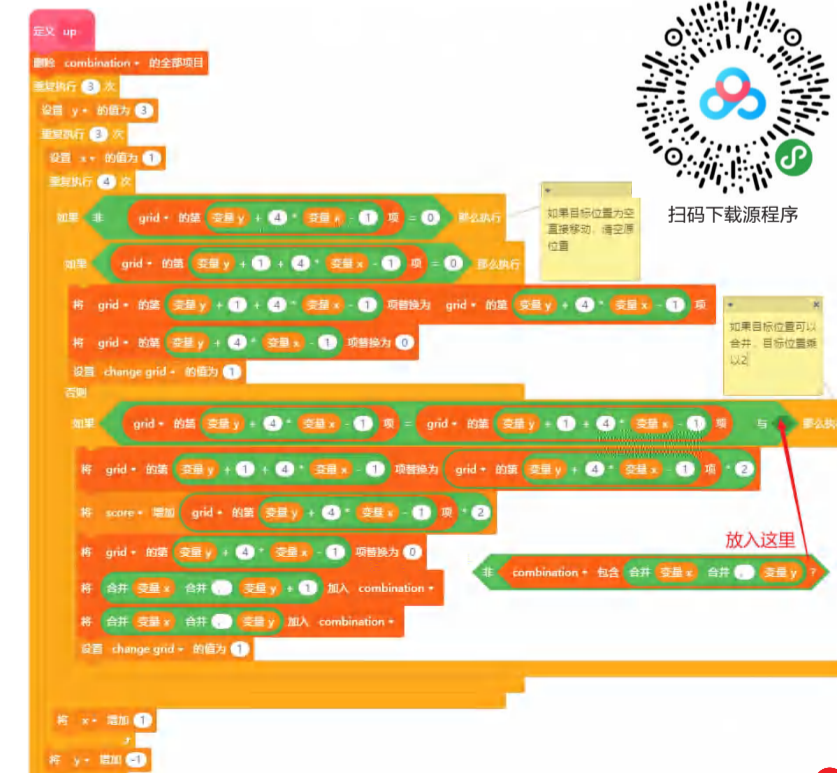 定义 up
删除 combination 的全部项目
重复执行 3 次
设置 y 的值为 3
重复执行 3 次
设置 x 的值为 1
重复执行 4 次
如果 非 grid 的第 变量 y + 4 * 变量 x - 1 项 = 0 那么执行
如果目标位置为空
直接移动，清空原
位置
扫码下载源程序
如果 grid 的第 变量 y + 1 + 4 * 变量 x - 1 项 = 0 那么执行
将 grid 的第 变量 y + 1 + 4 * 变量 x - 1 项替换为 grid 的第 变量 y + 4 * 变量 x - 1 项
将 grid 的第 变量 y + 4 * 变量 x - 1 项替换为 0
设置 change grid 的值为 1
如果目标位置可以
合并，目标位置乘
以2
否则
如果 grid 的第 变量 y + 4 * 变量 x - 1 项 = grid 的第 变量 y + 1 + 4 * 变量 x - 1 项 与 那么执
将 grid 的第 变量 y + 1 + 4 * 变量 x - 1 项替换为 grid 的第 变量 y + 4 * 变量 x - 1 项 * 2
将 score 增加 grid 的第 变量 y + 4 * 变量 x - 1 项 * 2
放入这里
将 grid 的第 变量 y + 4 * 变量 x - 1 项替换为 0
非 combination 包含 合并 变量 x 合并 , 变量 y ?
将 合并 变量 x 合并 , 变量 y + 1 加入 combination
将 合并 变量 x 合并 , 变量 y 加入 combination
设置 change grid 的值为 1
将 x 增加 1
将 y 增加 -1